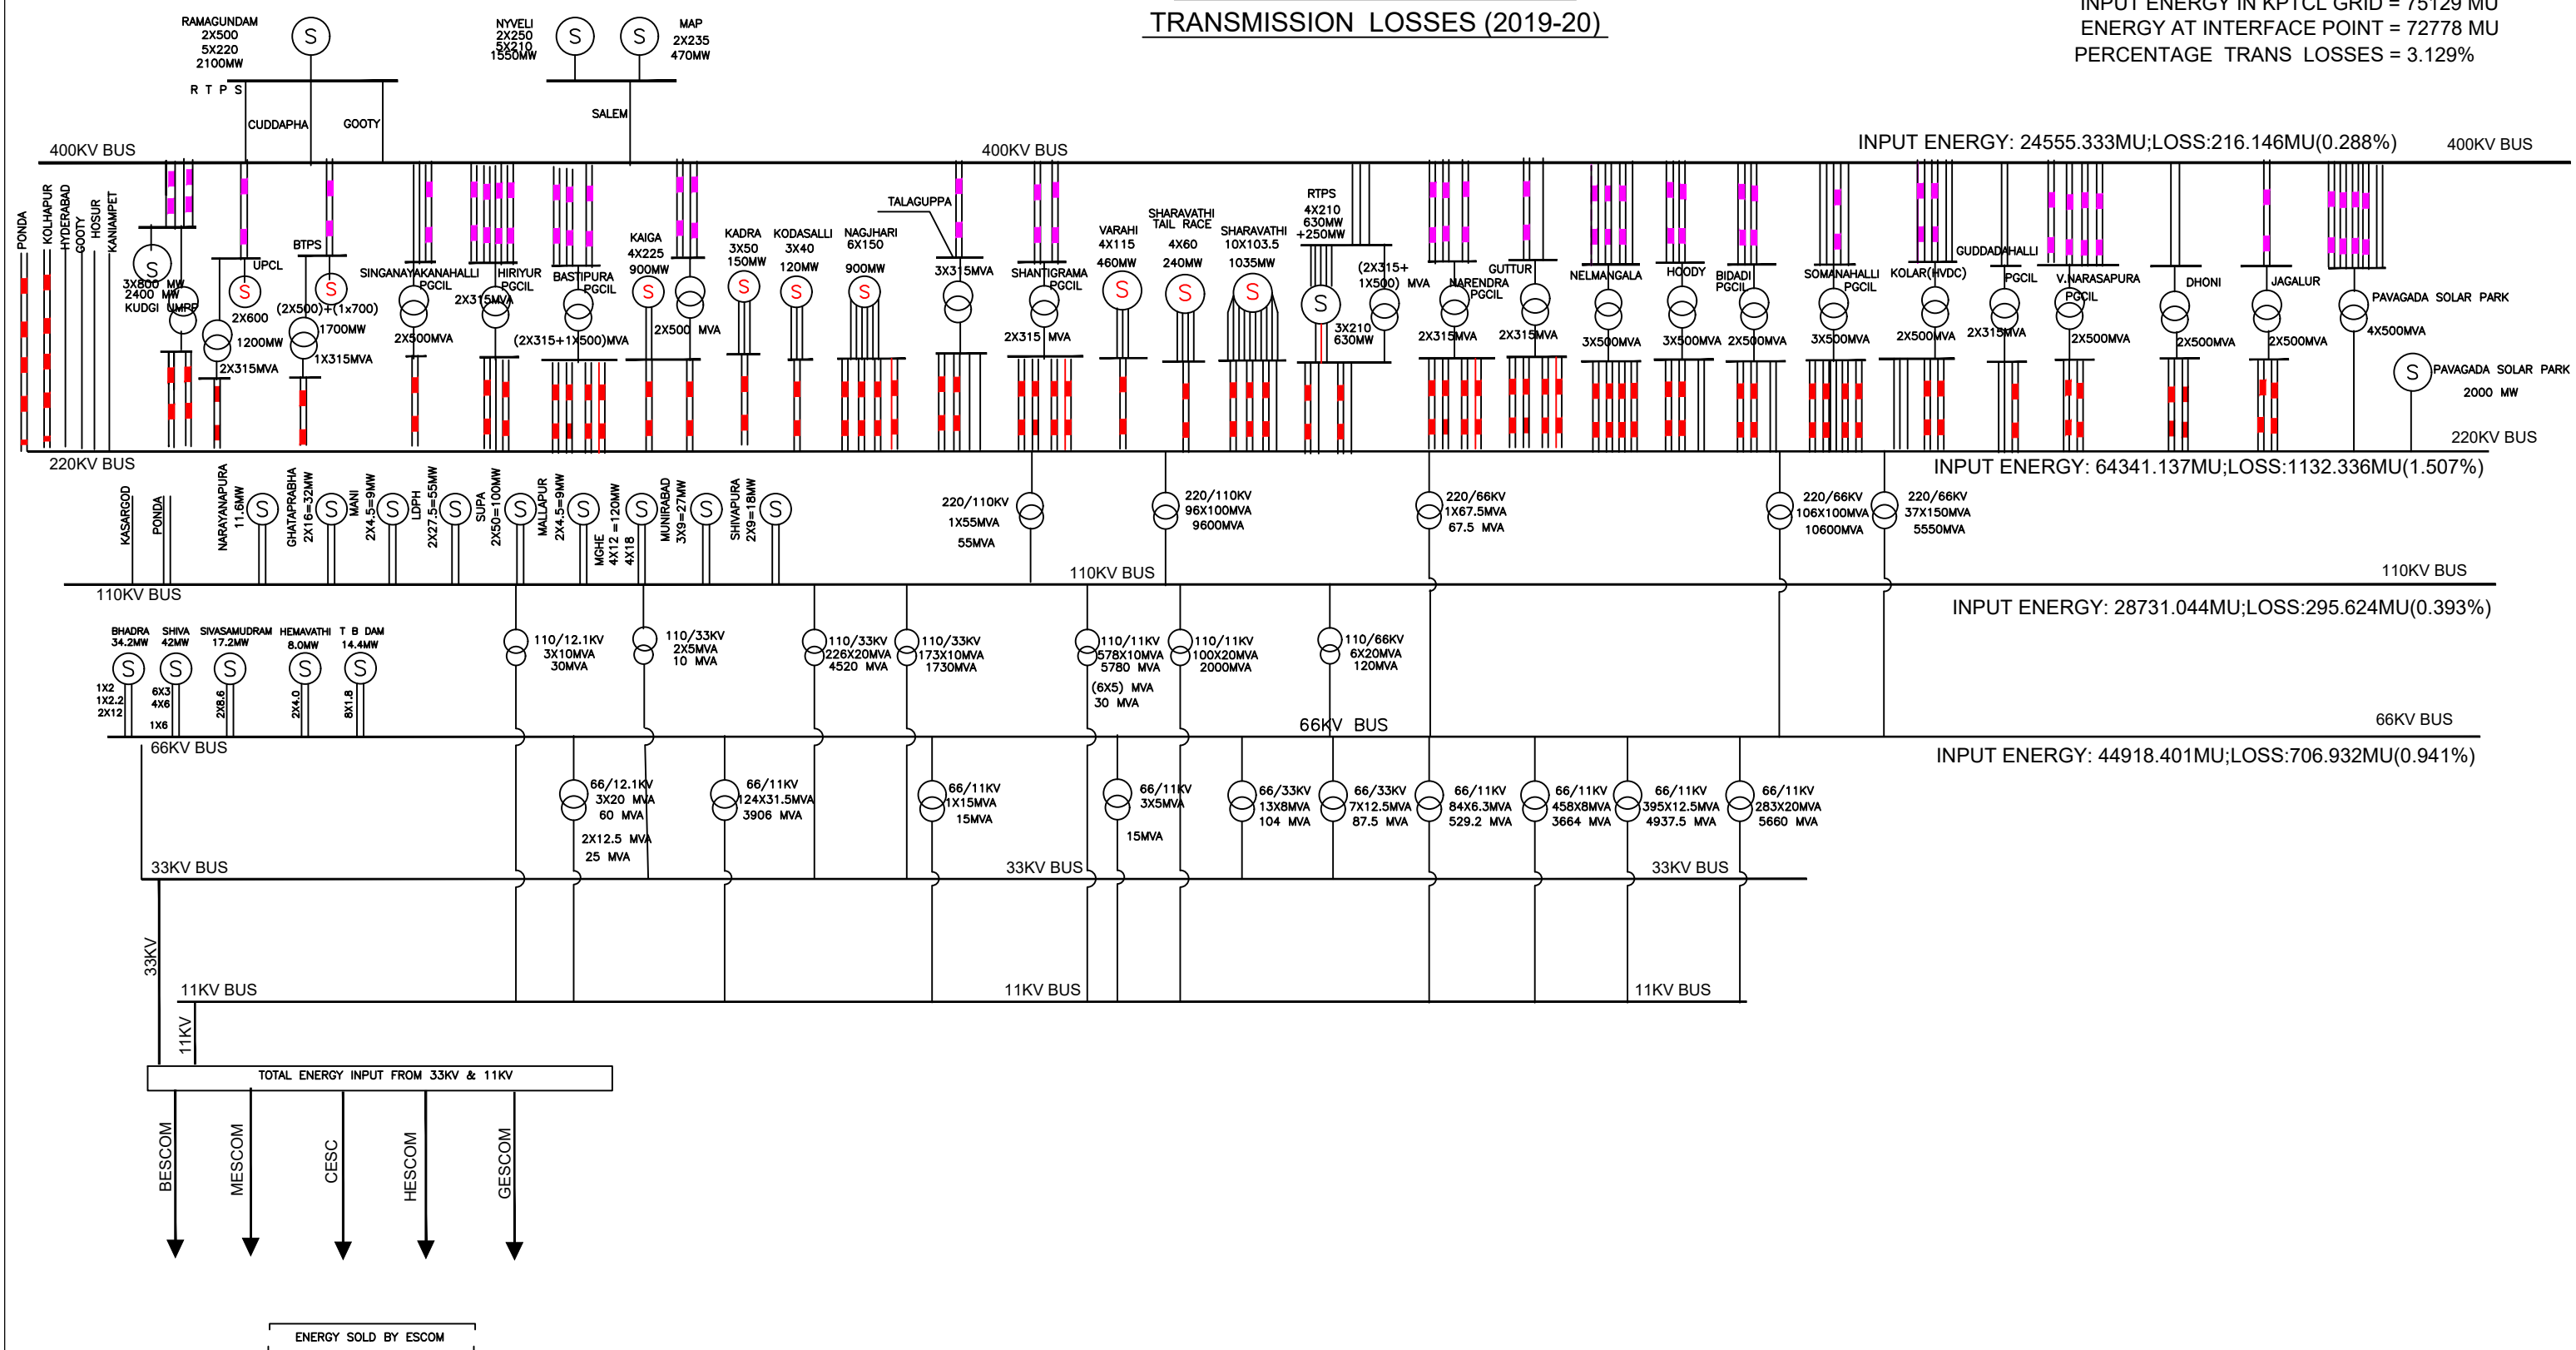 TRANSMISSION LOSSES (2019-20)
INPUT ENERGY IN KPTCL GRID = 75129 MU
ENERGY AT INTERFACE POINT = 72778 MU
PERCENTAGE TRANS LOSSES = 3.129%
RAMAGUNDAM
2X500
5X220
2100MW
S
NYVELI
2X250
5X210
1550MW
S
S
MAP
2X235
470MW
R T P S
CUDDAPHA
GOOTY
SALEM
400KV BUS
400KV BUS
INPUT ENERGY: 24555.333MU;LOSS:216.146MU(0.288%)
400KV BUS
PONDA
KOLHAPUR
HYDERABAD
GOOTY
HOSUR
KANIAMPET
S
3X800 MW
2400 MW
KUDGI UMPP
UPCL
S
2X600
1200MW
2X315MVA
BTPS
S
(2X500)+(1x700)
1700MW
1X315MVA
SINGANAYAKANAHALLI
PGCIL
2X500MVA
HIRIYUR
PGCIL
2X315MVA
BASTIPURA
PGCIL
(2X315+1X500)MVA
KAIGA
4X225
900MW
S
2X500 MVA
KADRA
3X50
150MW
S
KODASALLI
3X40
120MW
S
NAGJHARI
6X150
900MW
S
TALAGUPPA
3X315MVA
SHANTIGRAMA
PGCIL
2X315 MVA
VARAHI
4X115
460MW
S
SHARAVATHI
TAIL RACE
4X60
240MW
S
SHARAVATHI
10X103.5
1035MW
S
RTPS
4X210
630MW
+250MW
S
3X210
630MW
(2X315+
1X500) MVA
NARENDRA
PGCIL
2X315MVA
GUTTUR
2X315MVA
NELMANGALA
3X500MVA
HOODY
3X500MVA
BIDADI
PGCIL
2X500MVA
SOMANAHALLI
PGCIL
3X500MVA
KOLAR(HVDC)
2X500MVA
GUDDADAHALLI
PGCIL
2X315MVA
V.NARASAPURA
PGCIL
2X500MVA
DHONI
2X500MVA
JAGALUR
2X500MVA
PAVAGADA SOLAR PARK
4X500MVA
S
PAVAGADA SOLAR PARK
2000 MW
220KV BUS
220KV BUS
INPUT ENERGY: 64341.137MU;LOSS:1132.336MU(1.507%)
KASARGOD
PONDA
NARAYANAPURA
11.6MW
S
GHATAPRABHA
2X16=32MW
S
MANI
2X4.5=9MW
S
LDPH
2X27.5=55MW
S
SUPA
2X50=100MW
S
MALLAPUR
2X4.5=9MW
S
MGHE
4X12 =120MW
4X18
S
MUNIRABAD
3X9=27MW
S
SHIVAPURA
2X9=18MW
S
220/110KV
1X55MVA
55MVA
220/110KV
96X100MVA
9600MVA
220/66KV
1X67.5MVA
67.5 MVA
220/66KV
106X100MVA
10600MVA
220/66KV
37X150MVA
5550MVA
110KV BUS
110KV BUS
110KV BUS
INPUT ENERGY: 28731.044MU;LOSS:295.624MU(0.393%)
BHADRA
34.2MW
S
1X2
1X2.2
2X12
SHIVA
42MW
S
6X3
4X6
1X6
SIVASAMUDRAM
17.2MW
S
2X8.6
HEMAVATHI
8.0MW
S
2X4.0
T B DAM
14.4MW
S
8X1.8
110/12.1KV
3X10MVA
30MVA
110/33KV
2X5MVA
10 MVA
110/33KV
226X20MVA
4520 MVA
110/33KV
173X10MVA
1730MVA
110/11KV
578X10MVA
5780 MVA
(6X5) MVA
30 MVA
110/11KV
100X20MVA
2000MVA
110/66KV
6X20MVA
120MVA
66KV BUS
66KV BUS
66KV BUS
INPUT ENERGY: 44918.401MU;LOSS:706.932MU(0.941%)
66/12.1KV
3X20 MVA
60 MVA
2X12.5 MVA
25 MVA
66/11KV
124X31.5MVA
3906 MVA
66/11KV
1X15MVA
15MVA
66/11KV
3X5MVA
15MVA
66/33KV
13X8MVA
104 MVA
66/33KV
7X12.5MVA
87.5 MVA
66/11KV
84X6.3MVA
529.2 MVA
66/11KV
458X8MVA
3664 MVA
66/11KV
395X12.5MVA
4937.5 MVA
66/11KV
283X20MVA
5660 MVA
33KV BUS
33KV BUS
33KV BUS
33KV
11KV BUS
11KV BUS
11KV BUS
11KV
TOTAL ENERGY INPUT FROM 33KV & 11KV
BESCOM
MESCOM
CESC
HESCOM
GESCOM
ENERGY SOLD BY ESCOM